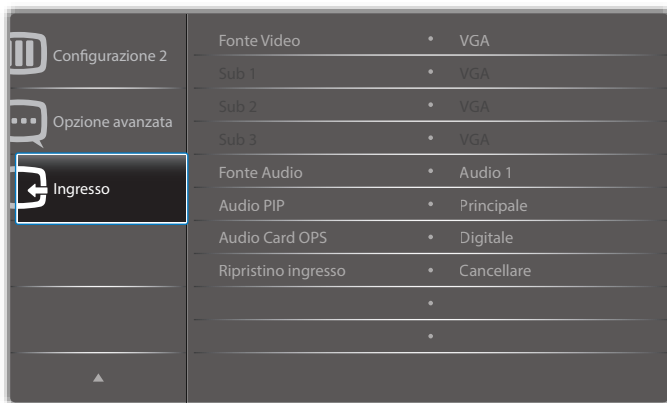 Configurazione 2
Opzione avanzata
Ingresso
Fonte Video • VGA
Sub 1 VGA
Sub 2 VGA
Sub 3 VGA
Fonte Audio • Audio 1
Audio PIP • Principale
Audio Card OPS • Digitale
Ripristino ingresso • Cancellare